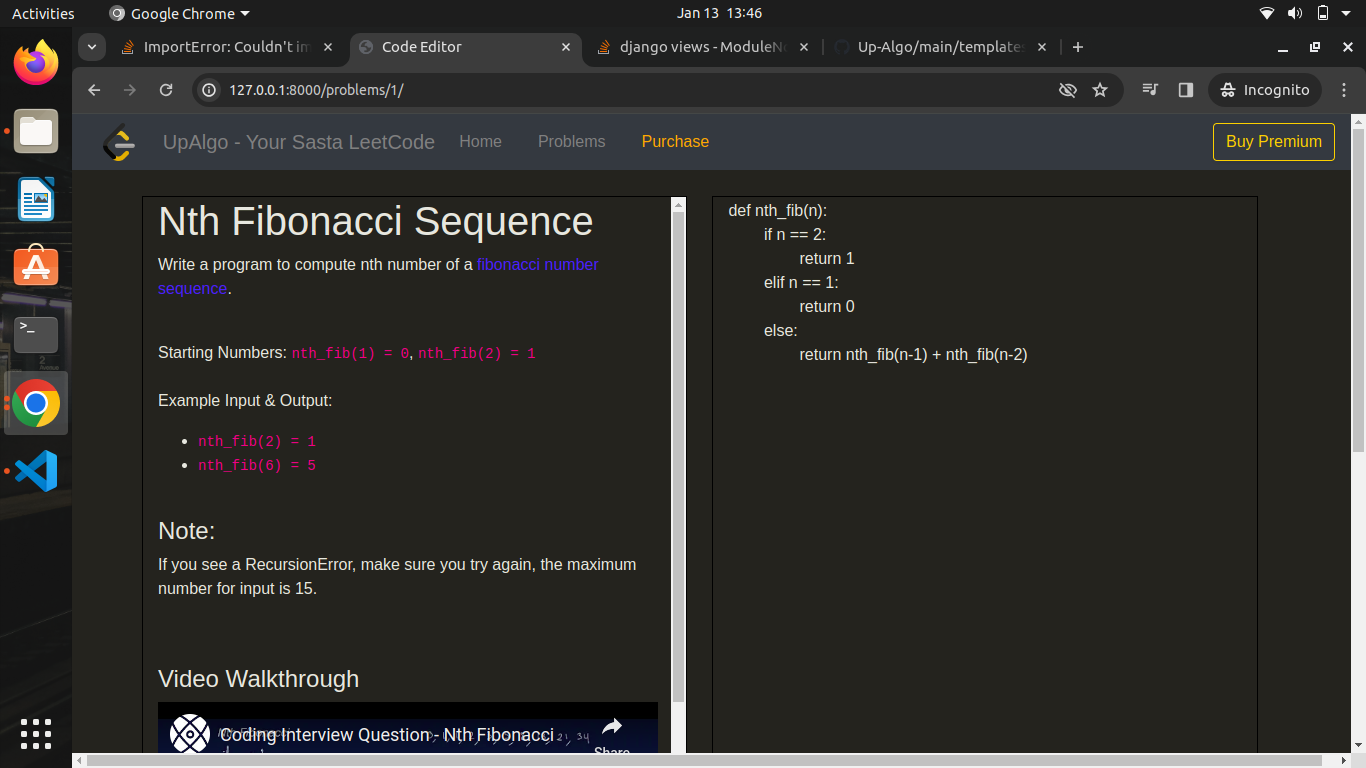 Activities
Google Chrome
Jan 13 13:46
ImportError: Couldn't im
Code Editor
django views - ModuleNo
Up-Algo/main/templates
127.0.0.1:8000/problems/1/
Incognito
UpAlgo - Your Sasta LeetCode
Home
Problems
Purchase
Buy Premium
Nth Fibonacci Sequence
Write a program to compute nth number of a fibonacci number
sequence.
Starting Numbers: nth_fib(1) = 0, nth_fib(2) = 1
Example Input & Output:
nth_fib(2) = 1
nth_fib(6) = 5
Note:
If you see a RecursionError, make sure you try again, the maximum
number for input is 15.
Video Walkthrough
Coding Interview Question - Nth Fibonacci
21, 34
Share
def nth_fib(n):
if n == 2:
return 1
elif n == 1:
return 0
else:
return nth_fib(n-1) + nth_fib(n-2)